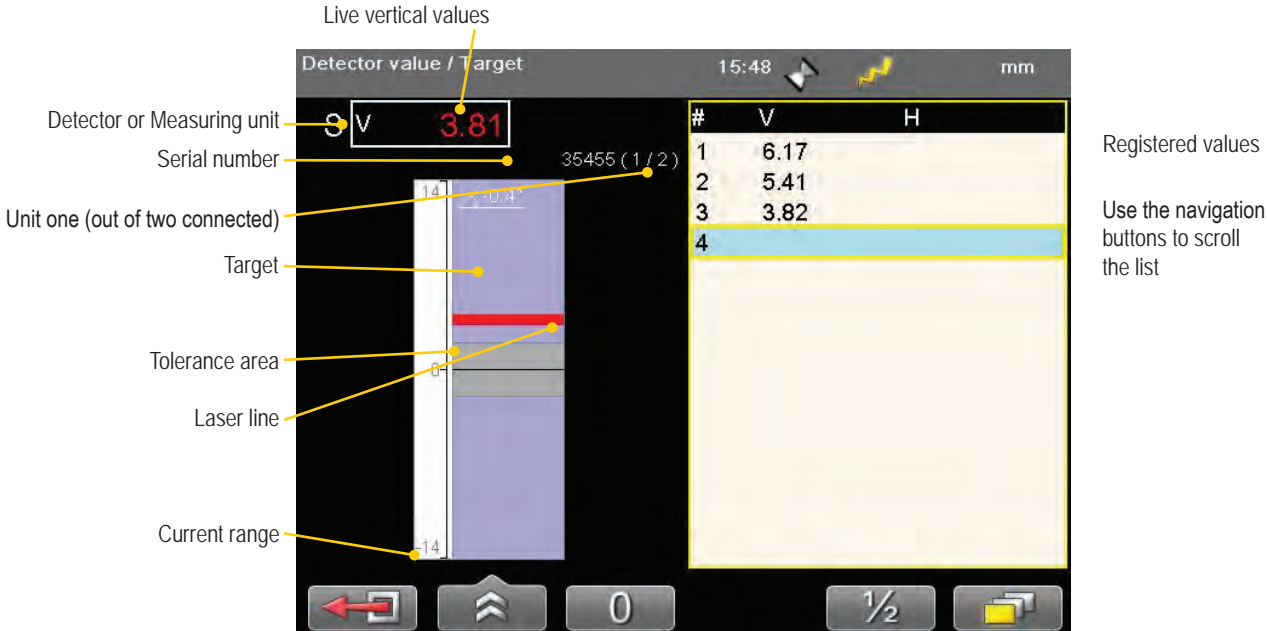 Live vertical values
Detector value / Target 15:48 mm
Detector or Measuring unit
S V 3.81
# V H
Serial number
35455 ( 1 / 2 )
1 6.17
Registered values
14
-0.4°
2 5.41
Unit one (out of two connected)
3 3.82
Use the navigation
buttons to scroll
the list
4
Target
Tolerance area
0
Laser line
Current range
-14
0
½